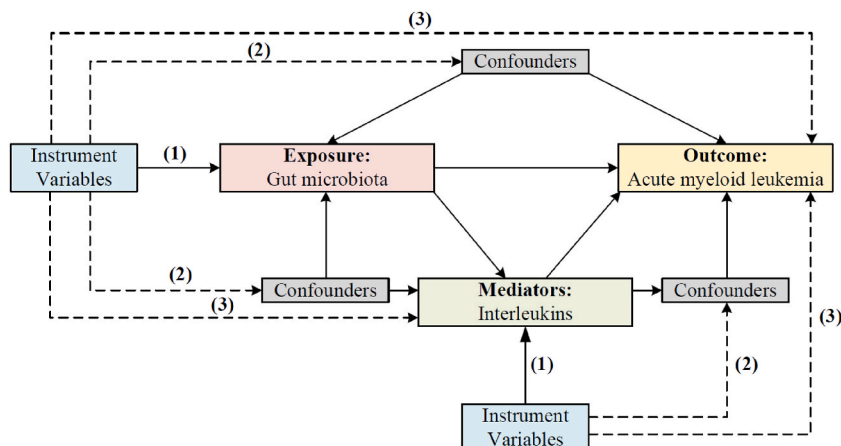 (3)
(2)
Confounders
Instrument
Variables
(1)
Exposure:
Gut microbiota
Outcome:
Acute myeloid leukemia
(2)
Confounders
(3)
Mediators:
Interleukins
Confounders
(3)
(1)
(2)
Instrument
Variables